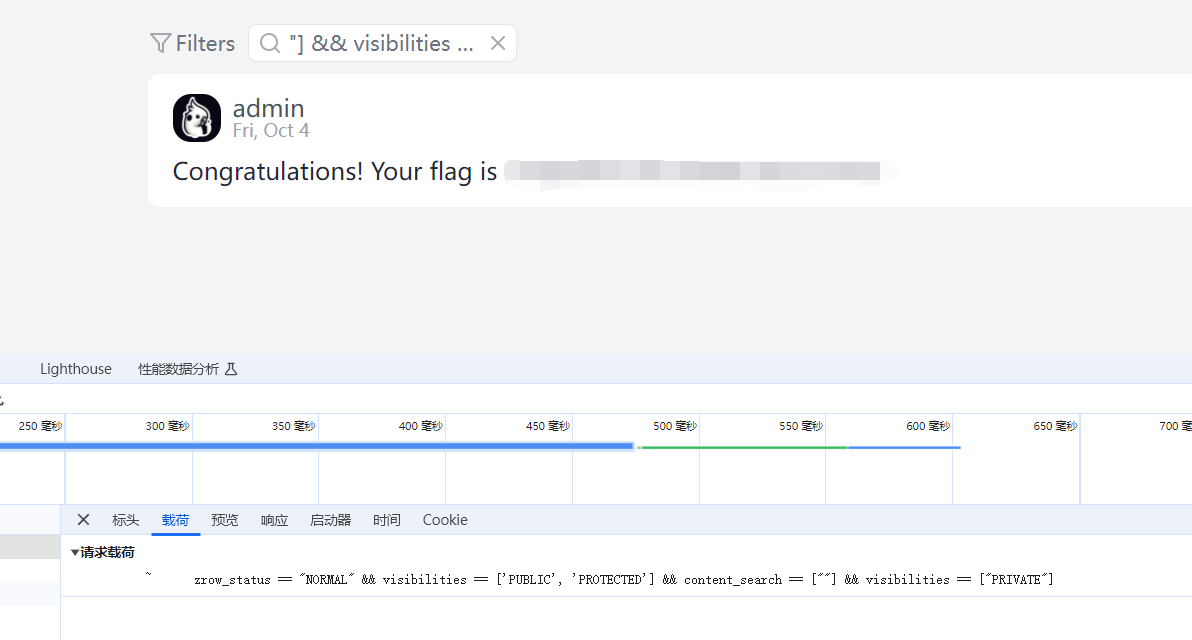 Filters "] && visibilities ...
admin
Fri, Oct 4
Congratulations! Your flag is
Lighthouse 性能数据分析
250 毫秒 300 毫秒 350 毫秒 400 毫秒 450 毫秒 500 毫秒 550 毫秒 600 毫秒 650 毫秒 700 毫
标头 载荷 预览 响应 启动器 时间 Cookie
▼请求载荷
~ zrow_status == "NORMAL" && visibilities == ['PUBLIC', 'PROTECTED'] && content_search == [""] && visibilities == ["PRIVATE"]